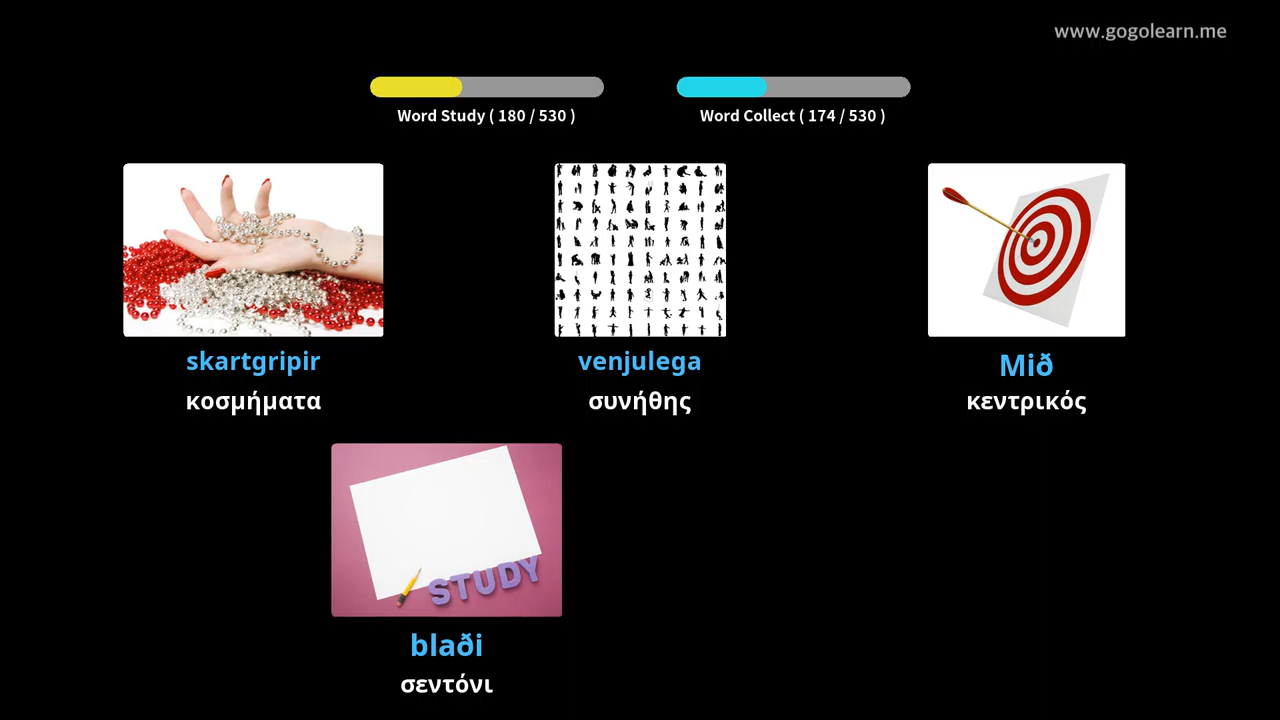 www.gogolearn.me
Word Study ( 180 / 530 )
Word Collect ( 174 / 530 )
skartgripir
venjulega
Mið
κοσμήματα
συνήθης
κεντρικός
STUDY
blaði
σεντόνι